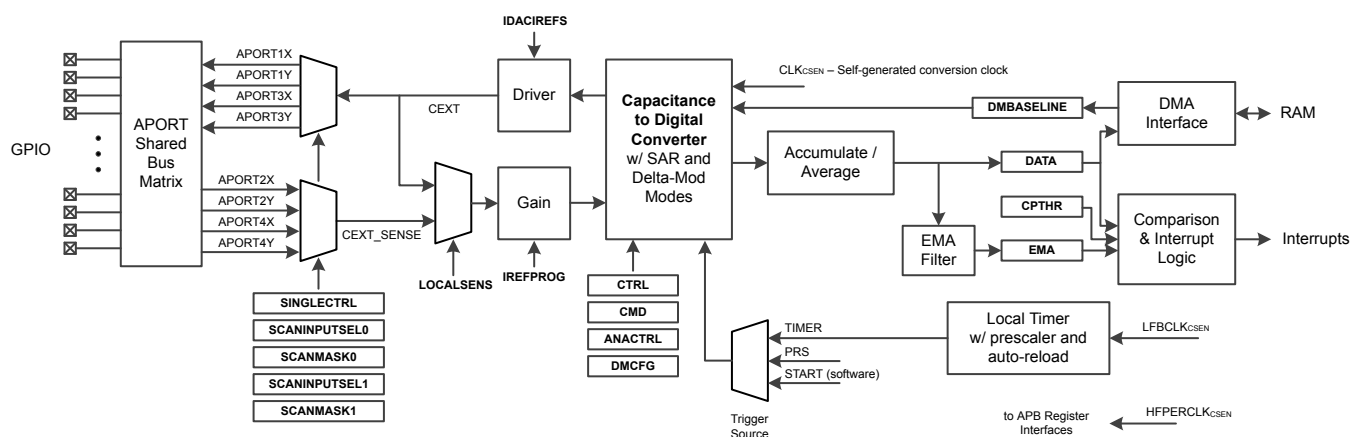 IDACIREFS
APORT1X
APORT1Y
APORT3X
APORT3Y
GPIO
APORT
Shared
Bus
Matrix
APORT2X
APORT2Y
APORT4X
APORT4Y
CEXT
CEXT_SENSE
Driver
Gain
LOCALSENS
IREFPROG
SINGLECTRL
SCANINPUTSEL0
SCANMASK0
SCANINPUTSEL1
SCANMASK1
Capacitance
to Digital
Converter
w/ SAR and
Delta-Mod
Modes
CTRL
CMD
ANACTRL
DMCFG
CLKCSEN – Self-generated conversion clock
DMBASELINE
DMA
Interface
RAM
Accumulate /
Average
DATA
CPTHR
EMA
Filter
EMA
Comparison
& Interrupt
Logic
Interrupts
TIMER
PRS
START (software)
Trigger
Source
Local Timer
w/ prescaler and
auto-reload
LFBCLKCSEN
to APB Register
Interfaces
HFPERCLKCSEN